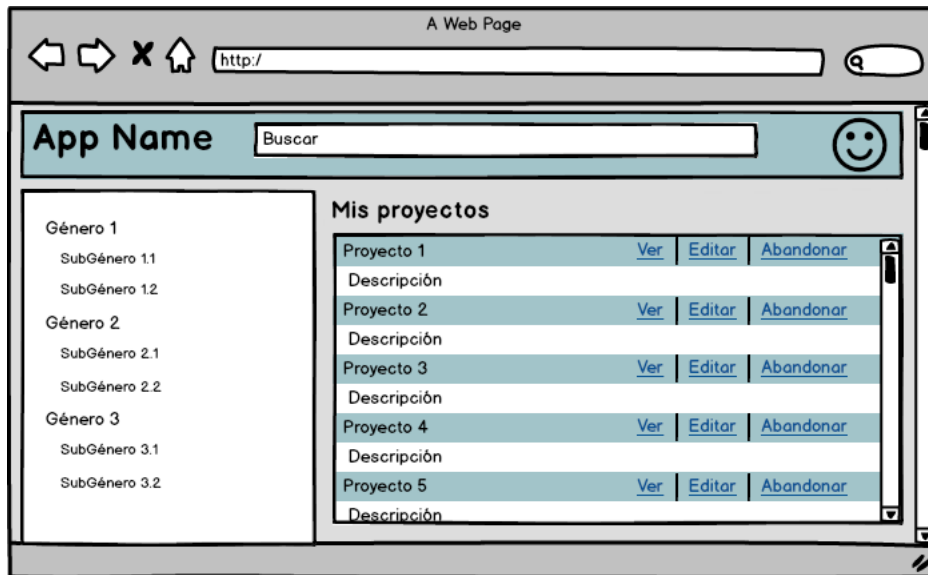 A Web Page
http:/
App Name
Buscar
Género 1
SubGénero 1.1
SubGénero 1.2
Género 2
SubGénero 2.1
SubGénero 2.2
Género 3
SubGénero 3.1
SubGénero 3.2
Mis proyectos
Proyecto 1 Ver Editar Abandonar
Descripción
Proyecto 2 Ver Editar Abandonar
Descripción
Proyecto 3 Ver Editar Abandonar
Descripción
Proyecto 4 Ver Editar Abandonar
Descripción
Proyecto 5 Ver Editar Abandonar
Descripción